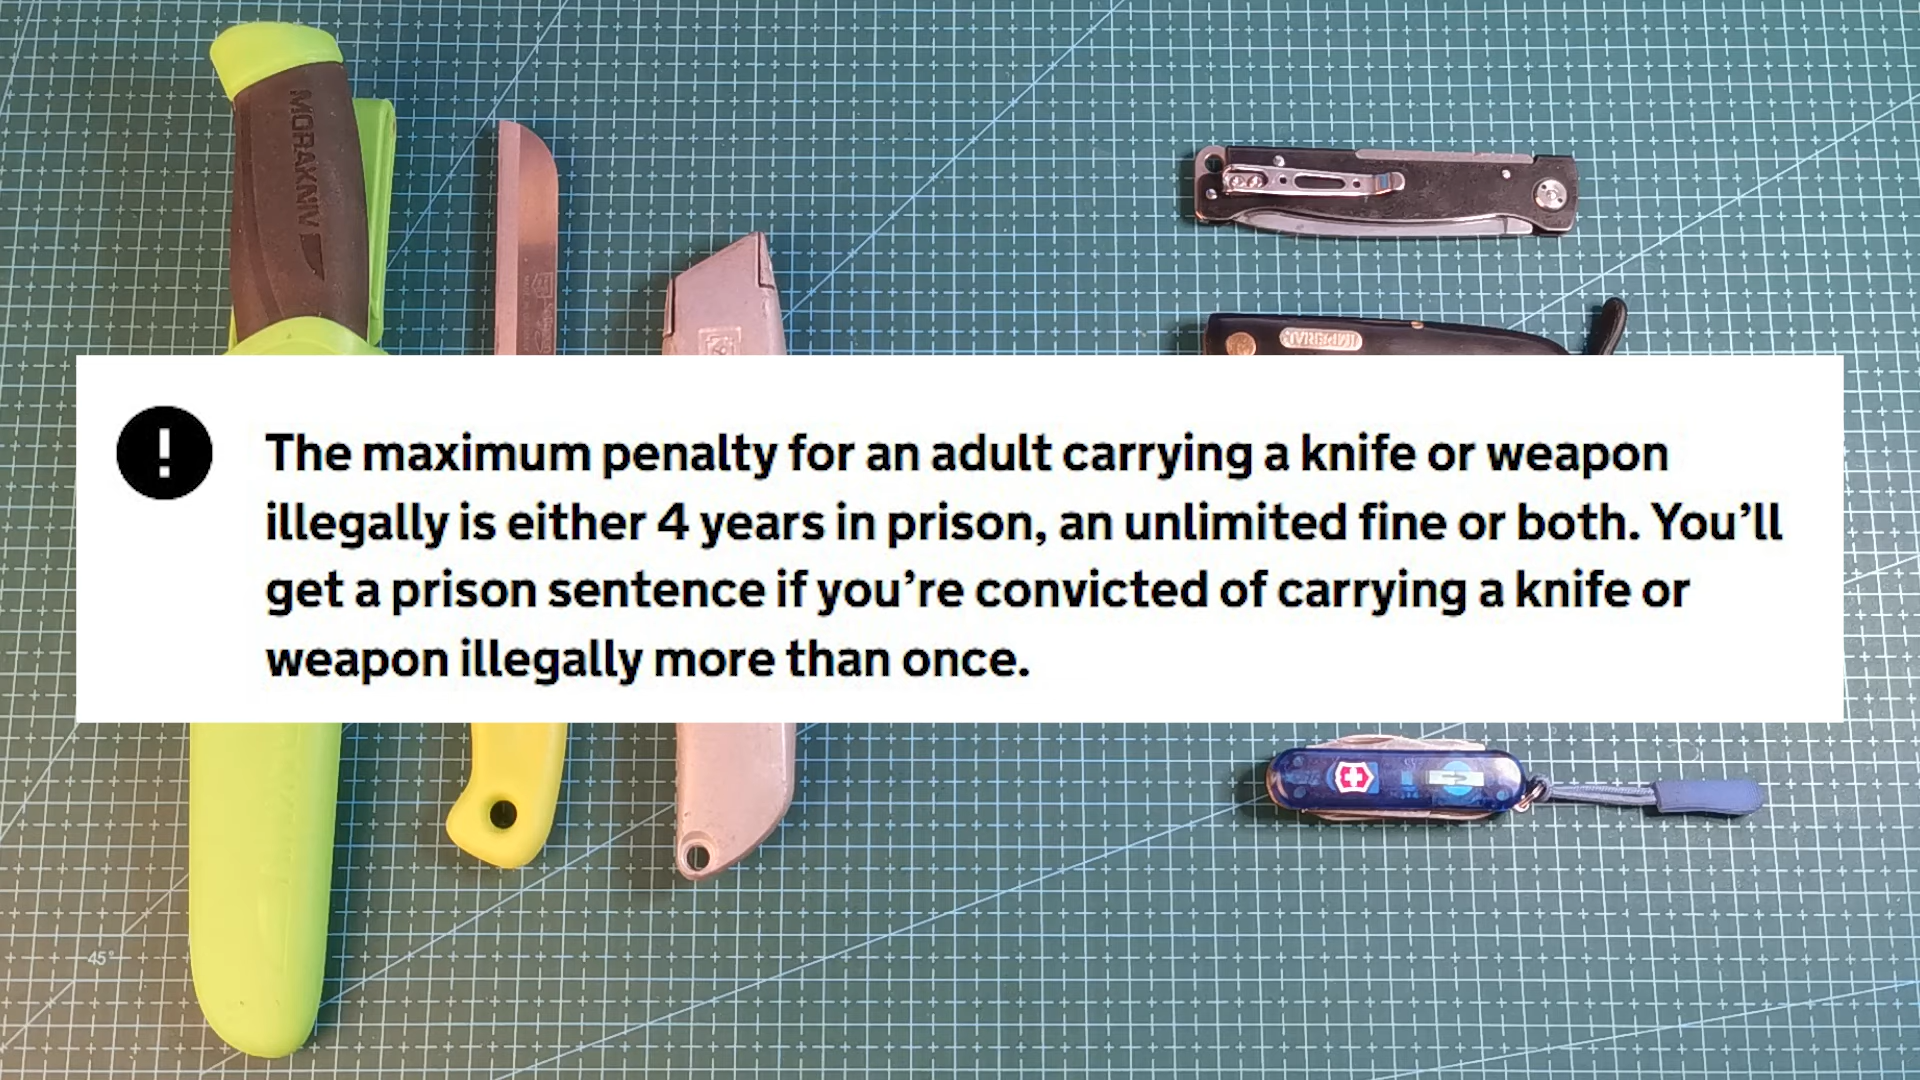 MORAKNIV
!
The maximum penalty for an adult carrying a knife or weapon
illegally is either 4 years in prison, an unlimited fine or both. You’ll
get a prison sentence if you’re convicted of carrying a knife or
weapon illegally more than once.
45°